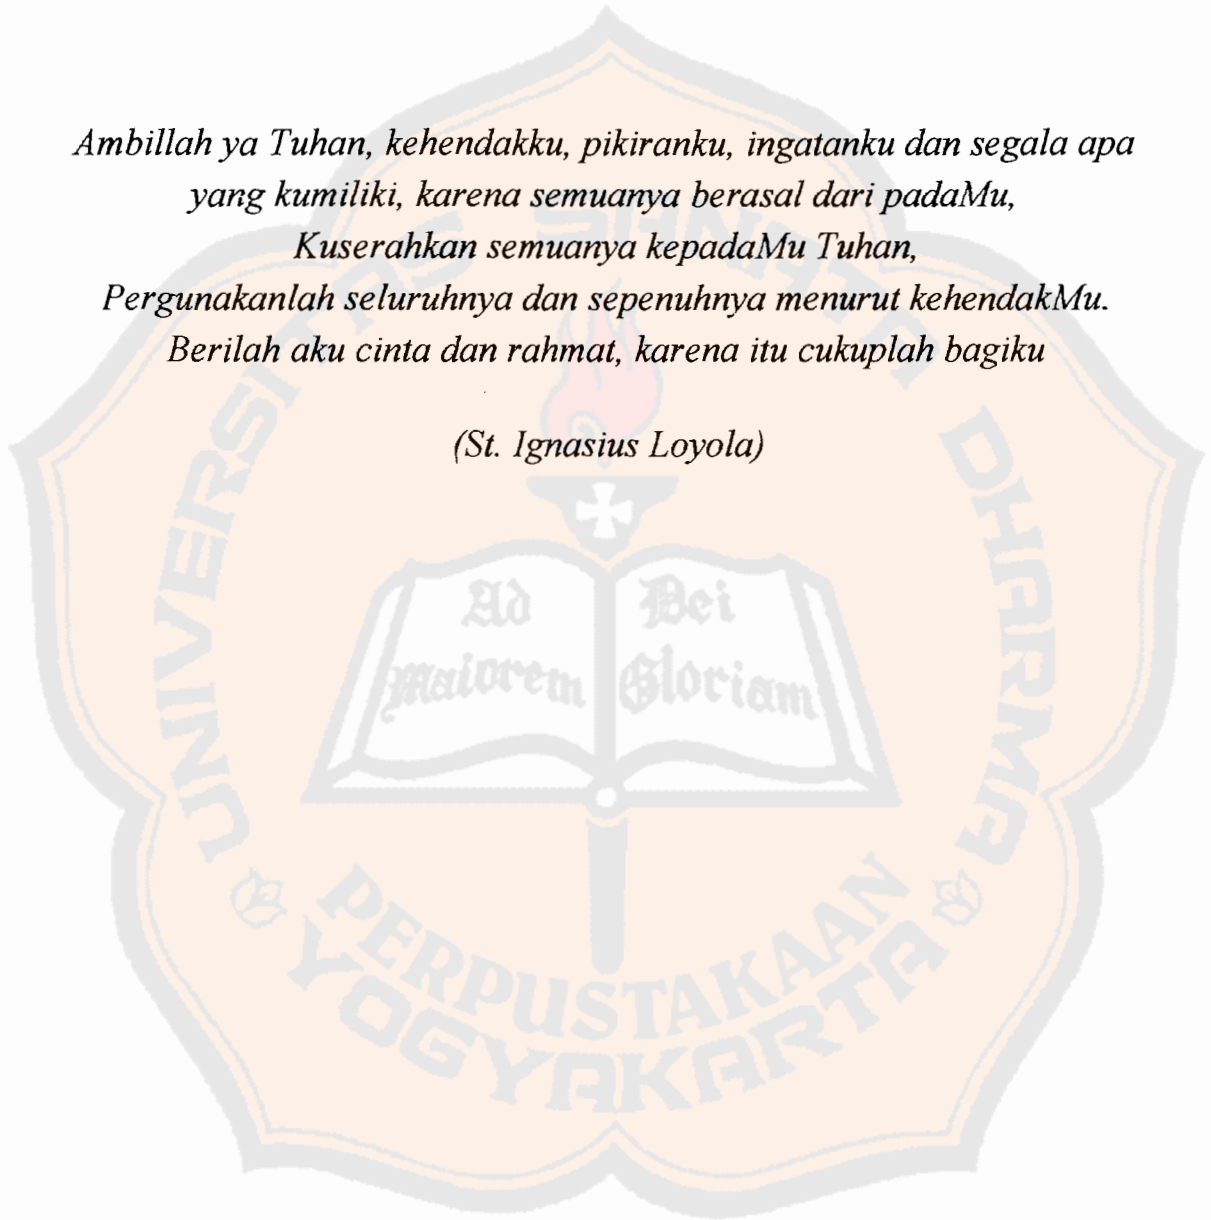 Ambillah ya Tuhan, kehendakku, pikiranku, ingatanku dan segala apa
yang kumiliki, karena semuanya berasal dari padaMu,
Kuserahkan semuanya kepadaMu Tuhan,
Pergunakanlah seluruhnya dan sepenuhnya menurut kehendakMu.
Berilah aku cinta dan rahmat, karena itu cukuplah bagiku
(St. Ignasius Loyola)
UNIVERSITAS SANATA DHARMA
Ad Dei
maiorem Gloriam
PERPUSTAKAAN
YOGYAKARTA